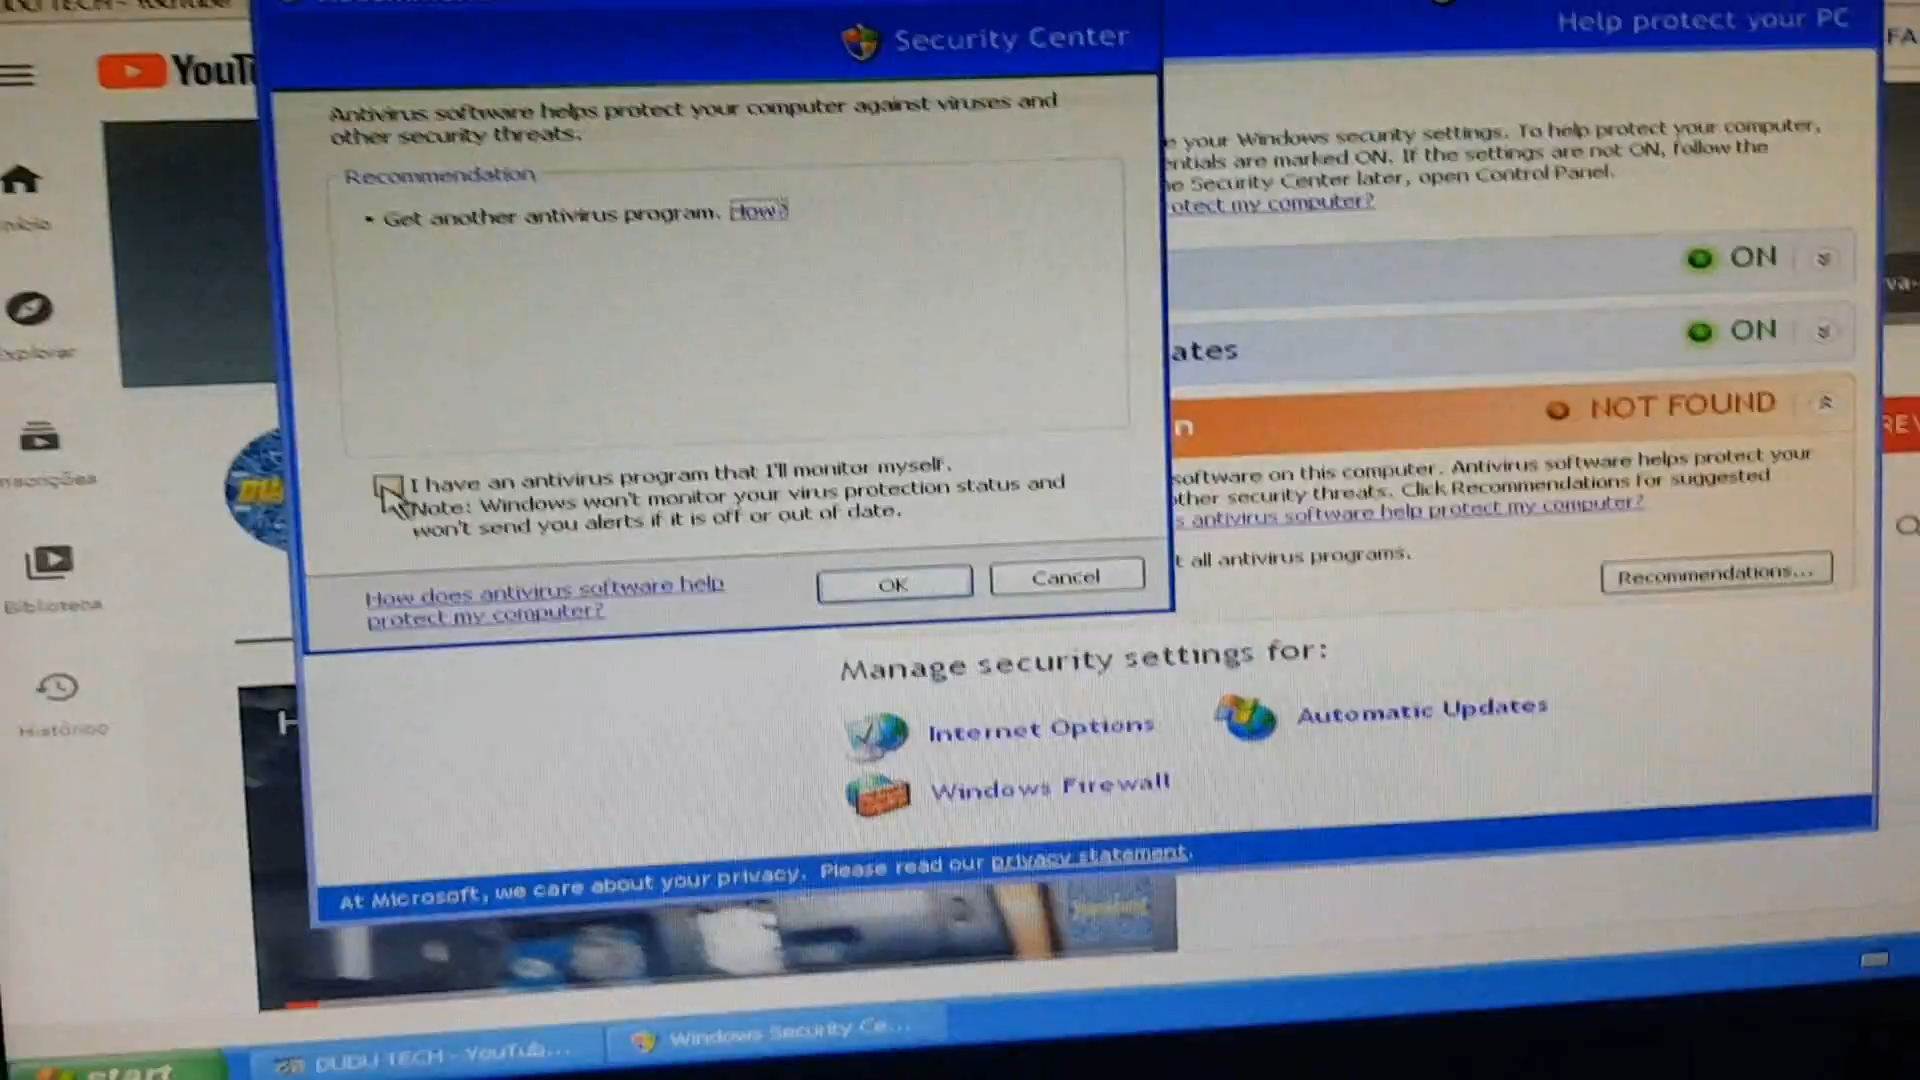 Security Center
Help protect your PC
YouT
Antivirus software helps protect your computer against viruses and
other security threats.
Recommendation
• Get another antivirus program. How?
I have an antivirus program that I'll monitor myself.
Note: Windows won't monitor your virus protection status and
won't send you alerts if it is off or out of date.
How does antivirus software help
protect my computer?
OK
Cancel
your Windows security settings. To help protect your computer,
entials are marked ON. If the settings are not ON, follow the
Security Center later, open Control Panel.
otect my computer?
ON
ates
ON
n
NOT FOUND
software on this computer. Antivirus software helps protect your
ther security threats. Click Recommendations for suggested
s antivirus software help protect my computer?
t all antivirus programs.
Recommendations...
Manage security settings for:
Internet Options
Automatic Updates
Windows Firewall
At Microsoft, we care about your privacy. Please read our privacy statement.
Início
Explorar
nscrições
Biblioteca
Histórico
H
FA
REV
DUDU TECH - YouTub...
Windows Security Ce...
start